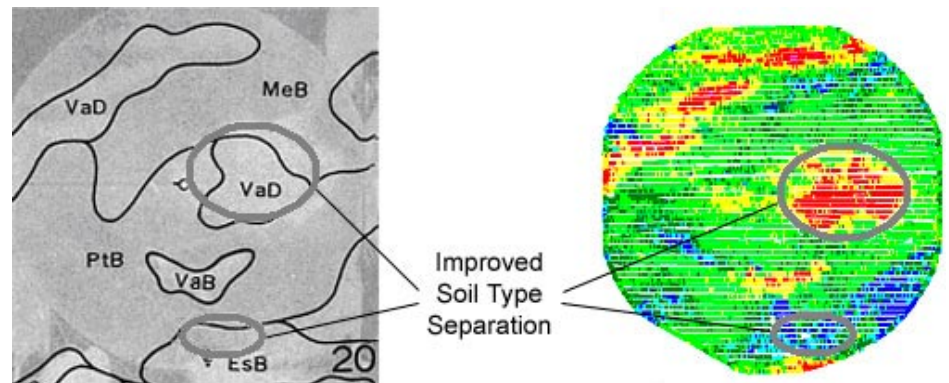 VaD
MeB
VaD
PtB
VaB
EsB
20
Improved
Soil Type
Separation